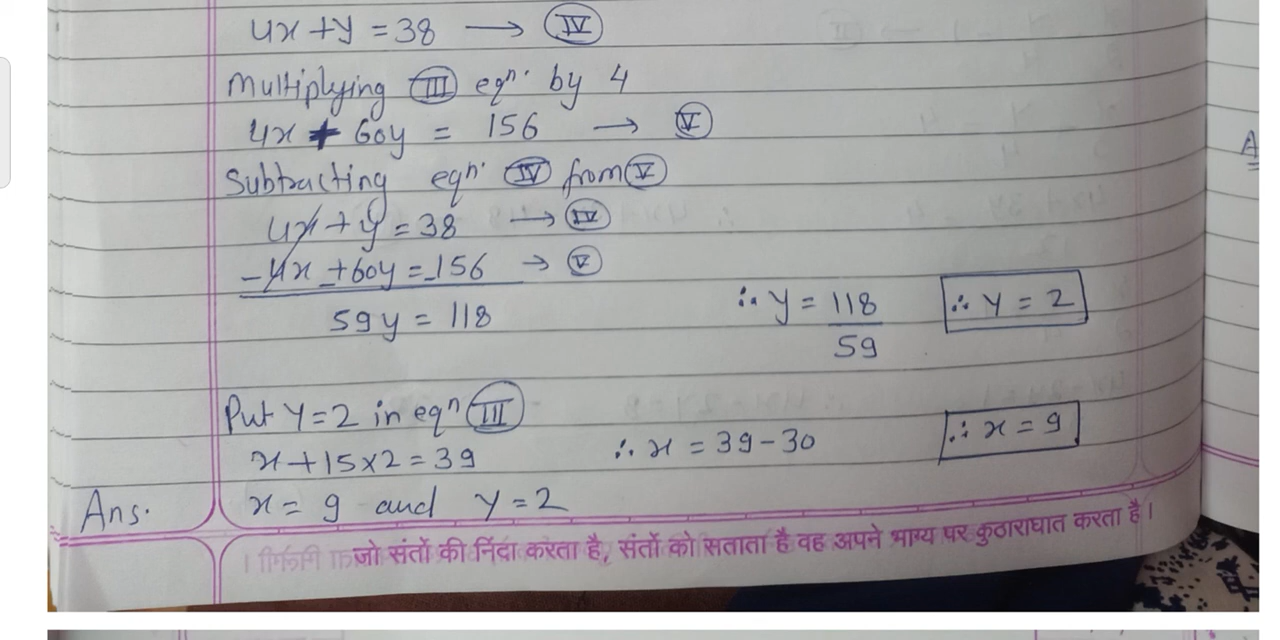 4x + y = 38 → (IV)
Multiplying (III) eqn. by 4
4x + 60y = 156 → (V)
Subtracting eqn. (IV) from (V)
4x + y = 38 → (IV)
-4x + 60y = -156 → (V)
59y = 118 ∴ y = 118/59 ∴ y = 2
Put y = 2 in eqn (III)
x + 15 × 2 = 39 ∴ x = 39 - 30 ∴ x = 9
Ans. x = 9 and y = 2
जो संतों की निंदा करता है, संतों को सताता है वह अपने भाग्य पर कुठाराघात करता है।